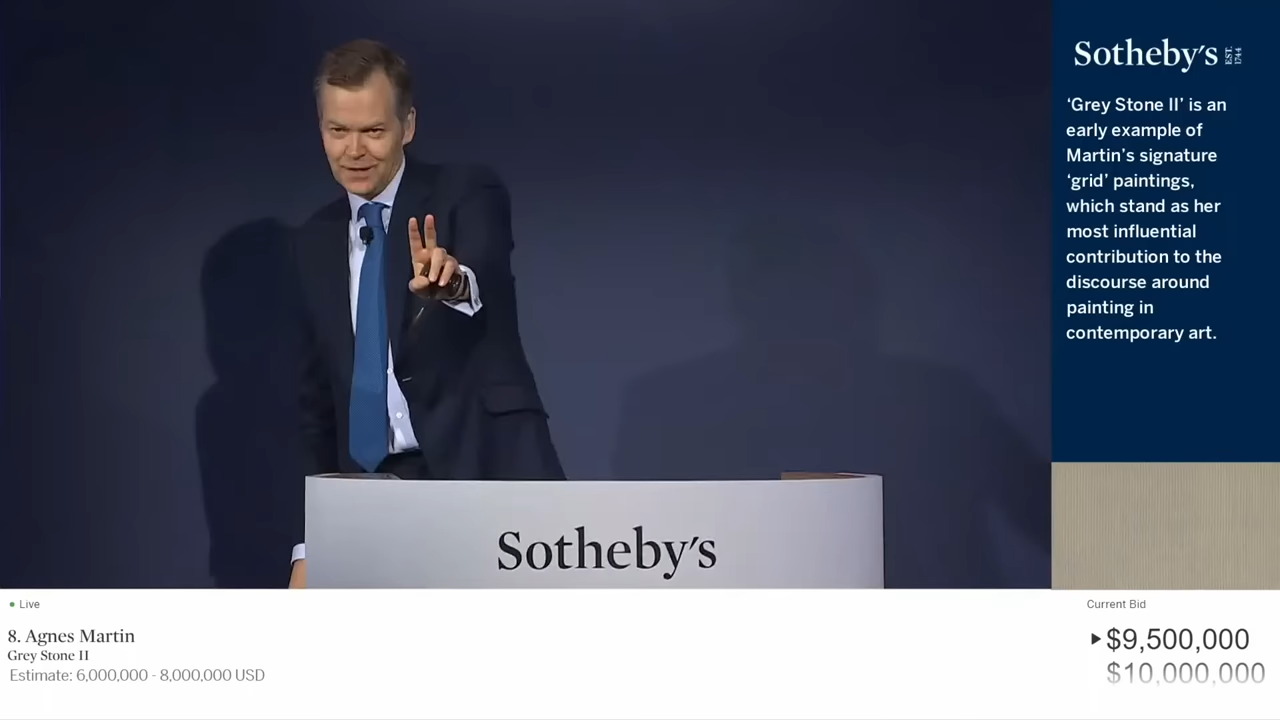 Sotheby's EST. 1744
‘Grey Stone II’ is an
early example of
Martin’s signature
‘grid’ paintings,
which stand as her
most influential
contribution to the
discourse around
painting in
contemporary art.
Sotheby's
Live
8. Agnes Martin
Grey Stone II
Estimate: 6,000,000 - 8,000,000 USD
Current Bid
$9,500,000
$10,000,000